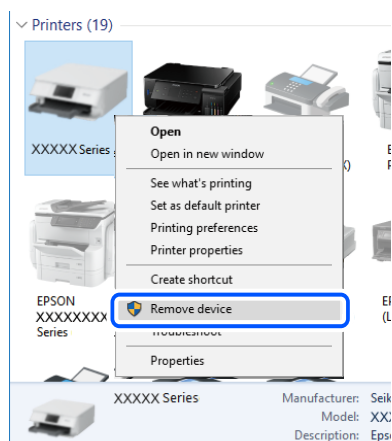 Printers (19)
XXXXX Series
Open
Open in new window
See what's printing
Set as default printer
Printing preferences
Printer properties
Create shortcut
Remove device
Troubleshoot
Properties
EPSON
XXXXXXXX
Series
XXXXX Series
Manufacturer:
Model:
Description: